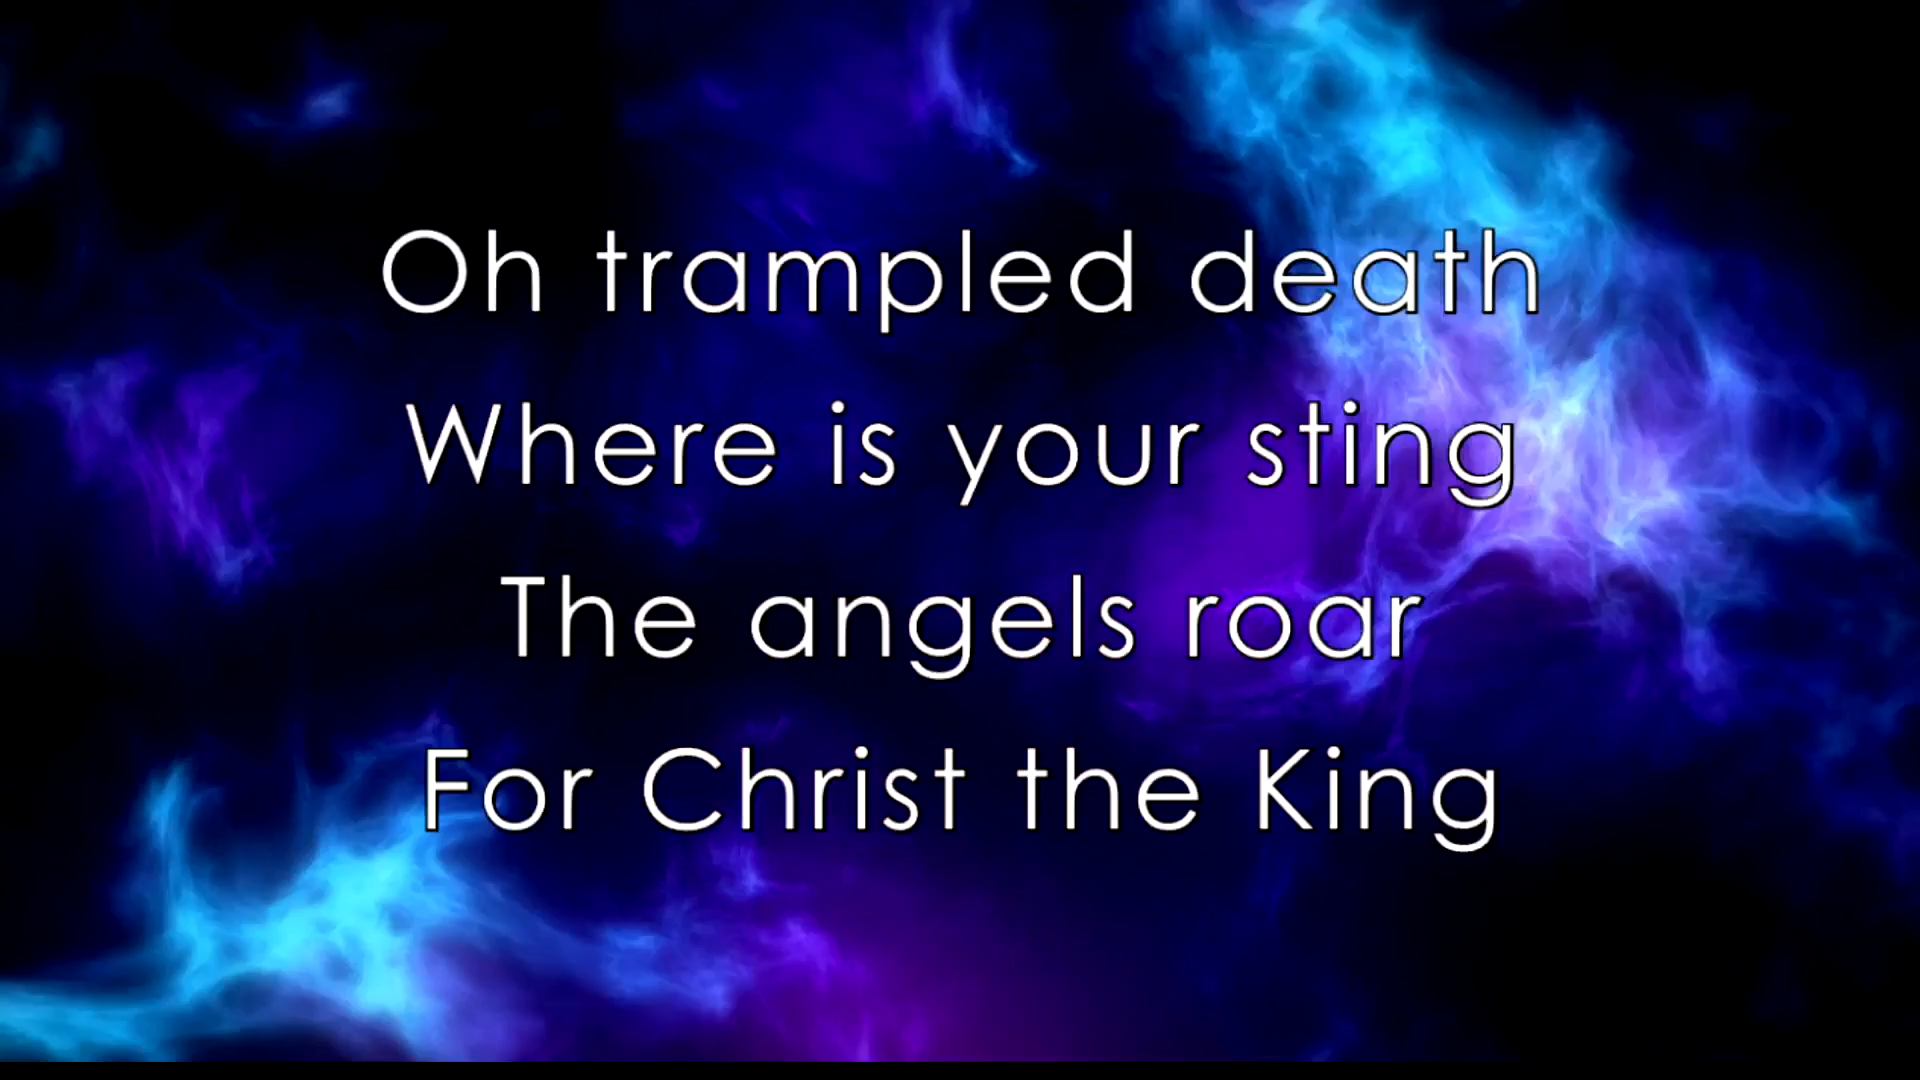 Oh trampled death
Where is your sting
The angels roar
For Christ the King